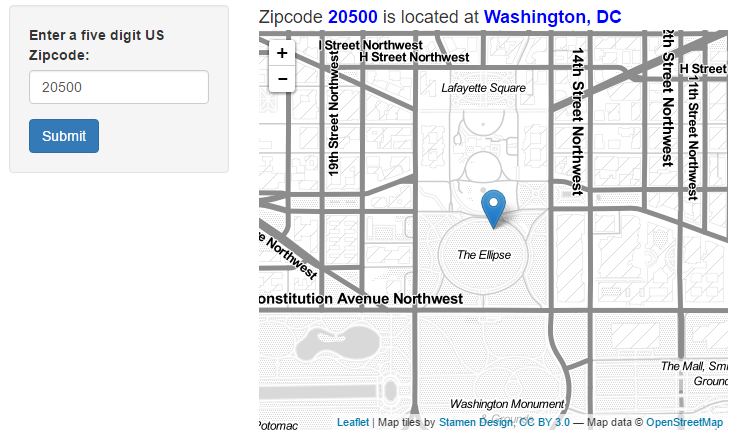 Enter a five digit US
Zipcode:
20500
Submit
Zipcode 20500 is located at Washington, DC
+
−
I Street Northwest
H Street Northwest
19th Street Northwest
Lafayette Square
14th Street Northwest
2th Street Northwest
H Street
11th Street Northwest
The Ellipse
e Northwest
onstitution Avenue Northwest
The Mall, Smi
Ground
Washington Monument
& Grounds
Potomac
Leaflet | Map tiles by Stamen Design, CC BY 3.0 — Map data © OpenStreetMap